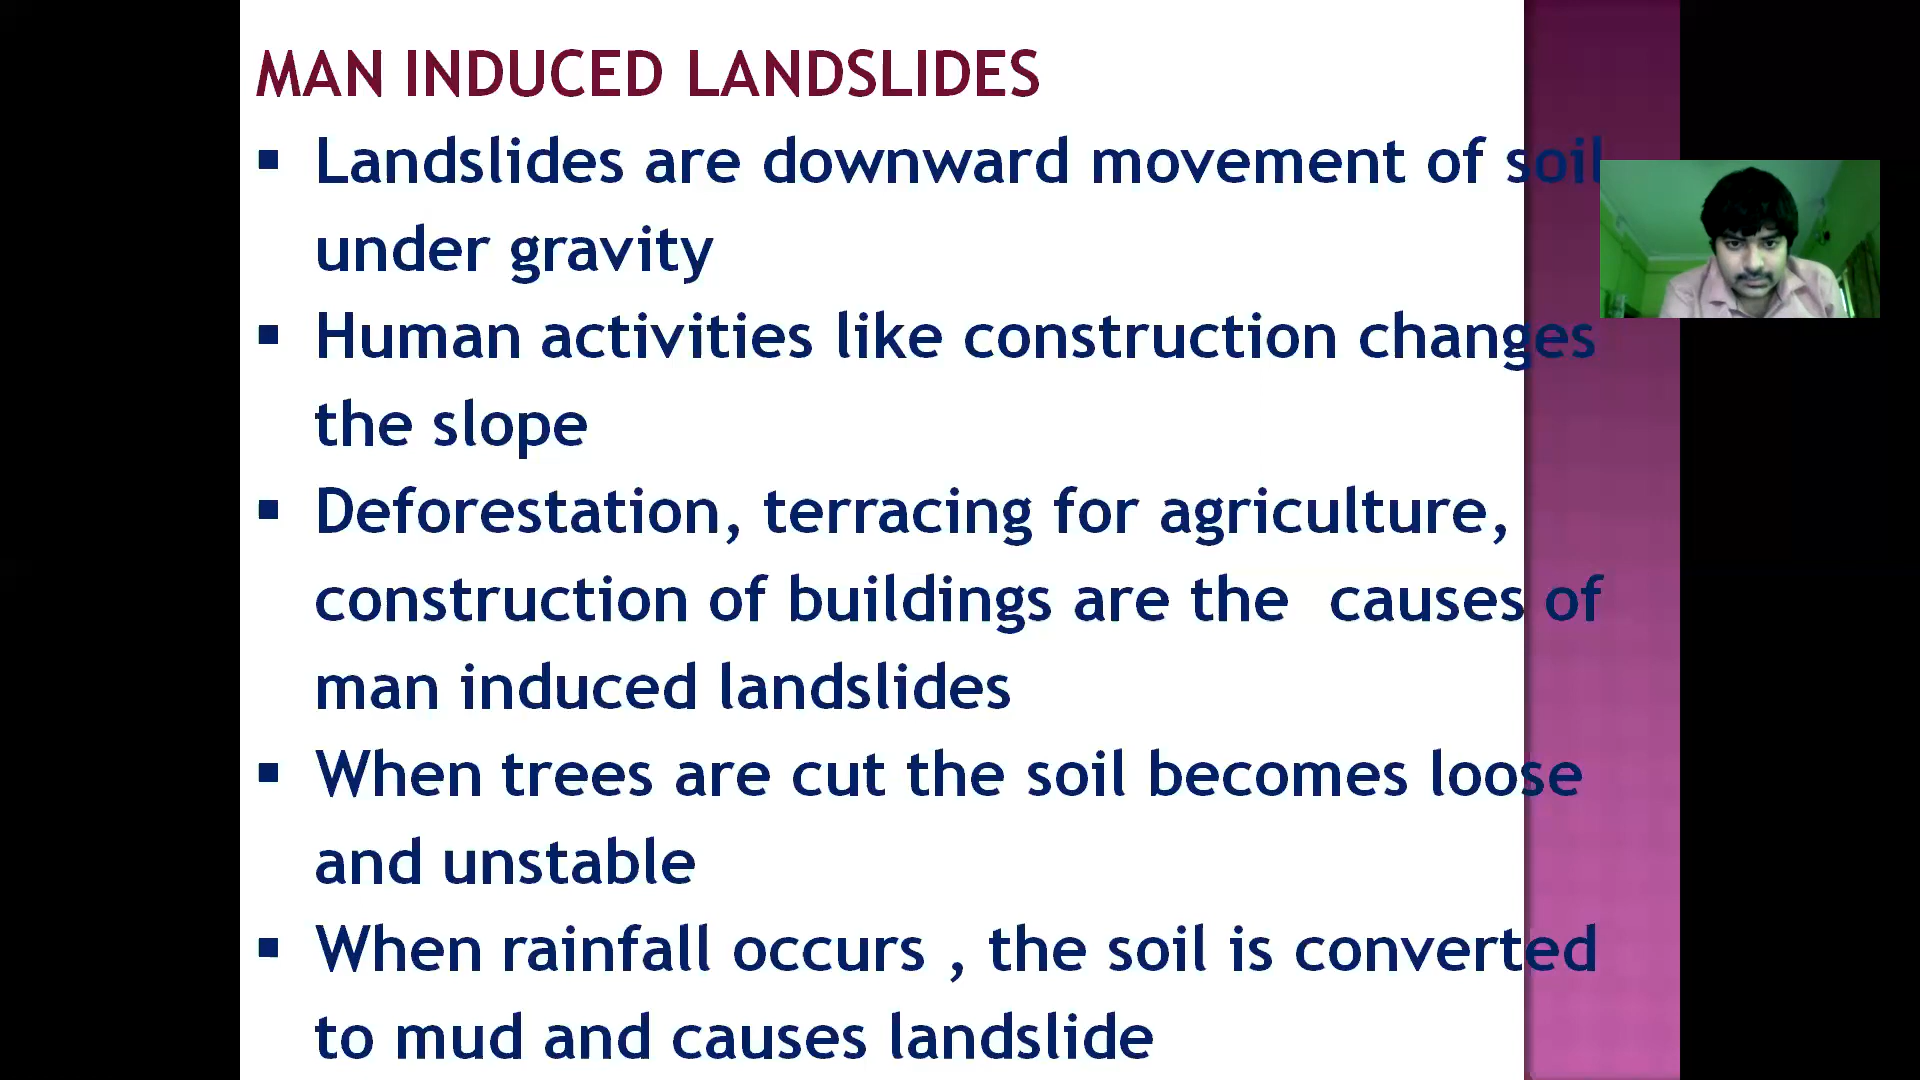 MAN INDUCED LANDSLIDES
▪ Landslides are downward movement of soil
under gravity
▪ Human activities like construction changes
the slope
▪ Deforestation, terracing for agriculture,
construction of buildings are the causes of
man induced landslides
▪ When trees are cut the soil becomes loose
and unstable
▪ When rainfall occurs , the soil is converted
to mud and causes landslide